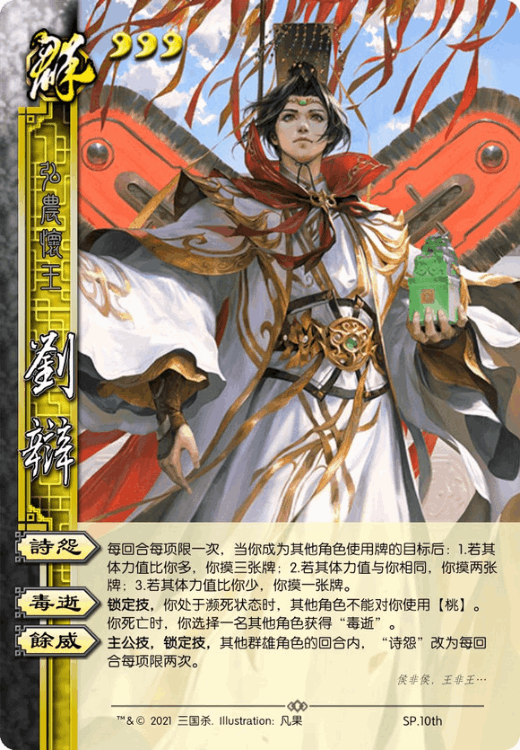 群
弘農懷王
劉辯
詩怨
每回合每项限一次，当你成为其他角色使用牌的目标后：1.若其
体力值比你多，你摸三张牌；2.若其体力值与你相同，你摸两张
牌；3.若其体力值比你少，你摸一张牌。
毒逝
锁定技，你处于濒死状态时，其他角色不能对你使用【桃】。
你死亡时，你选择一名其他角色获得“毒逝”。
餘威
主公技，锁定技，其他群雄角色的回合内，“诗怨”改为每回
合每项限两次。
侯非侯，王非王…
™&© 2021 三国杀. Illustration: 凡果
SP.10th